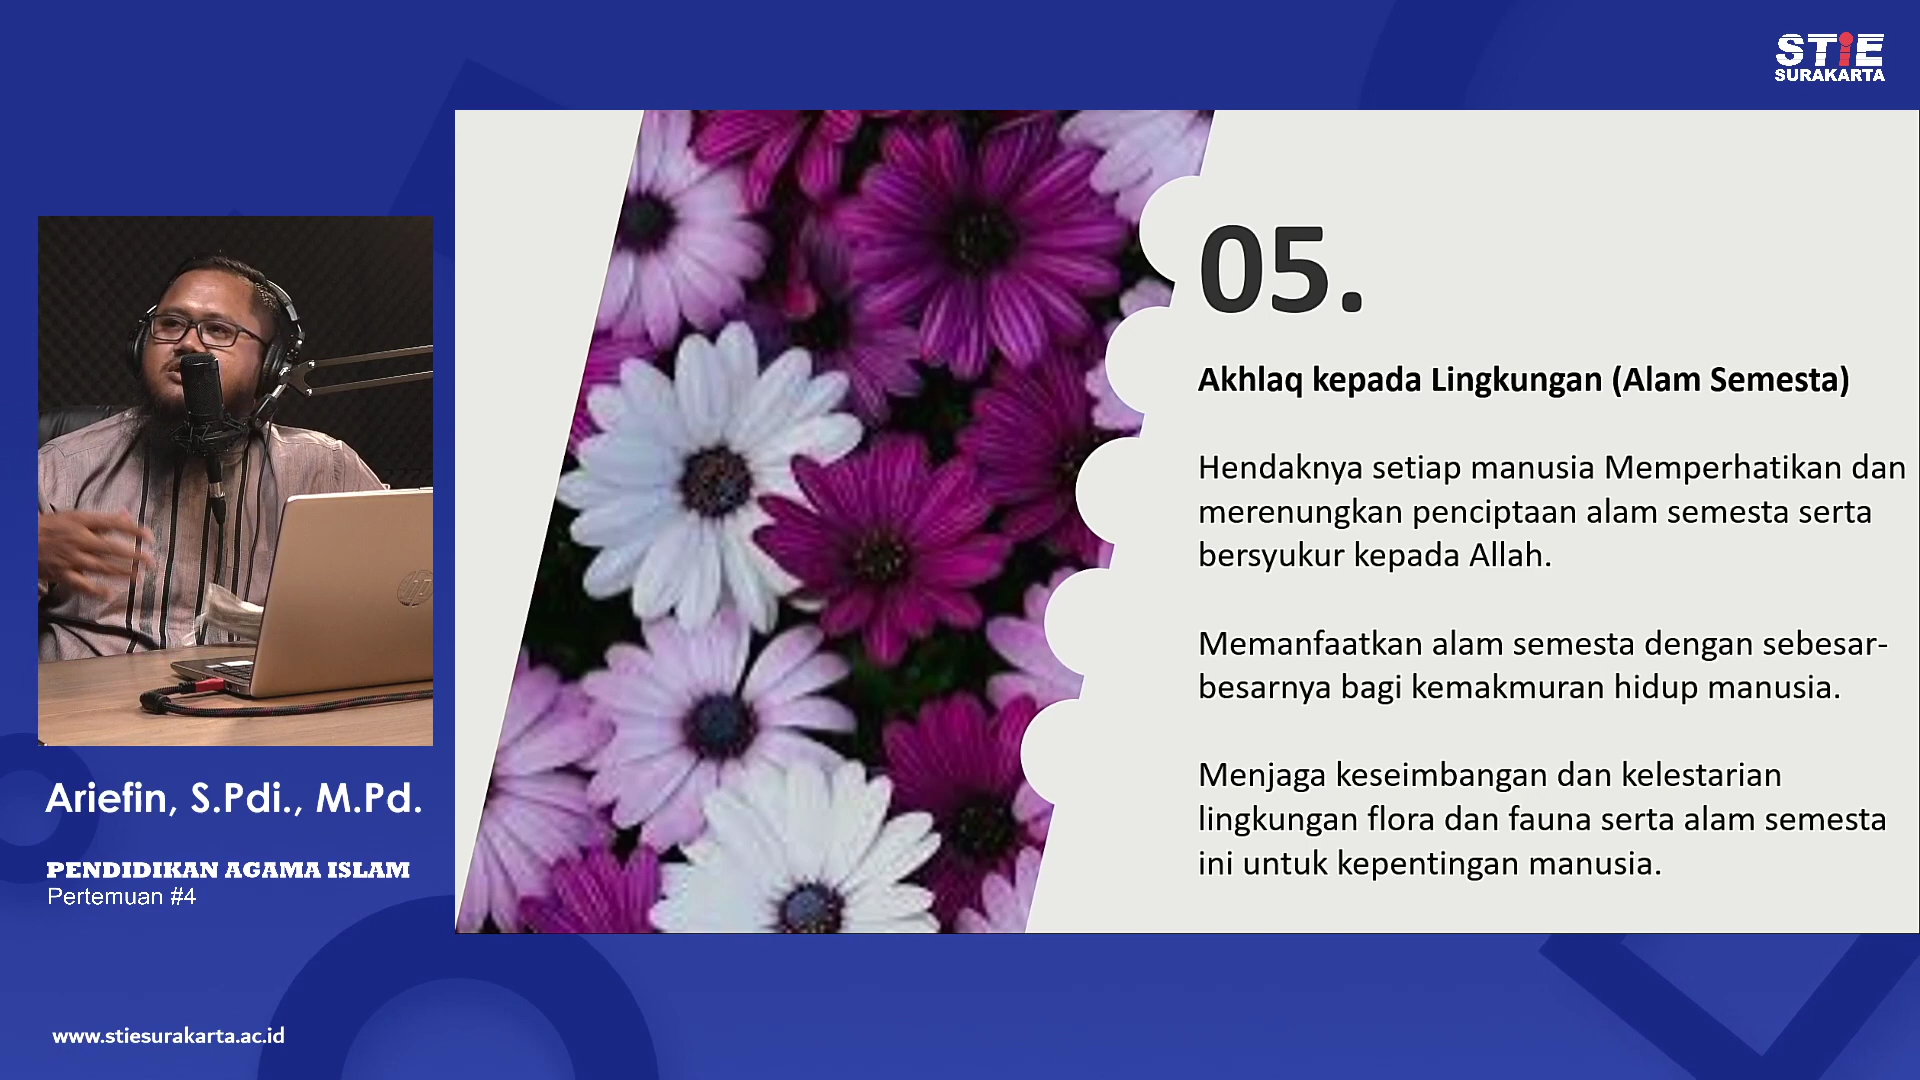 STiE
SURAKARTA
05.
Akhlaq kepada Lingkungan (Alam Semesta)
Hendaknya setiap manusia Memperhatikan dan
merenungkan penciptaan alam semesta serta
bersyukur kepada Allah.
Memanfaatkan alam semesta dengan sebesar-
besarnya bagi kemakmuran hidup manusia.
Menjaga keseimbangan dan kelestarian
lingkungan flora dan fauna serta alam semesta
ini untuk kepentingan manusia.
hp
Ariefin, S.Pdi., M.Pd.
PENDIDIKAN AGAMA ISLAM
Pertemuan #4
www.stiesurakarta.ac.id